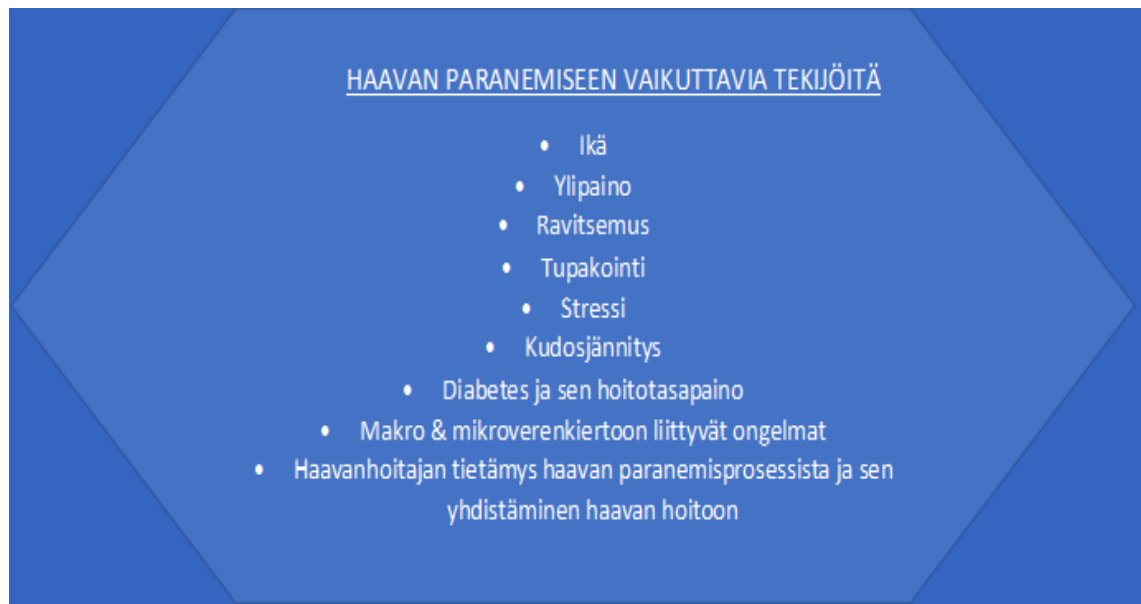 HAAVAN PARANEMISEEN VAIKUTTAVIA TEKIJÖITÄ
• Ikä
• Ylipaino
• Ravitsemus
• Tupakointi
• Stressi
• Kudosjännitys
• Diabetes ja sen hoitotasapaino
• Makro & mikroverenkiertoon liittyvät ongelmat
• Haavanhoitajan tietämys haavan paranemisprosessista ja sen
yhdistäminen haavan hoitoon